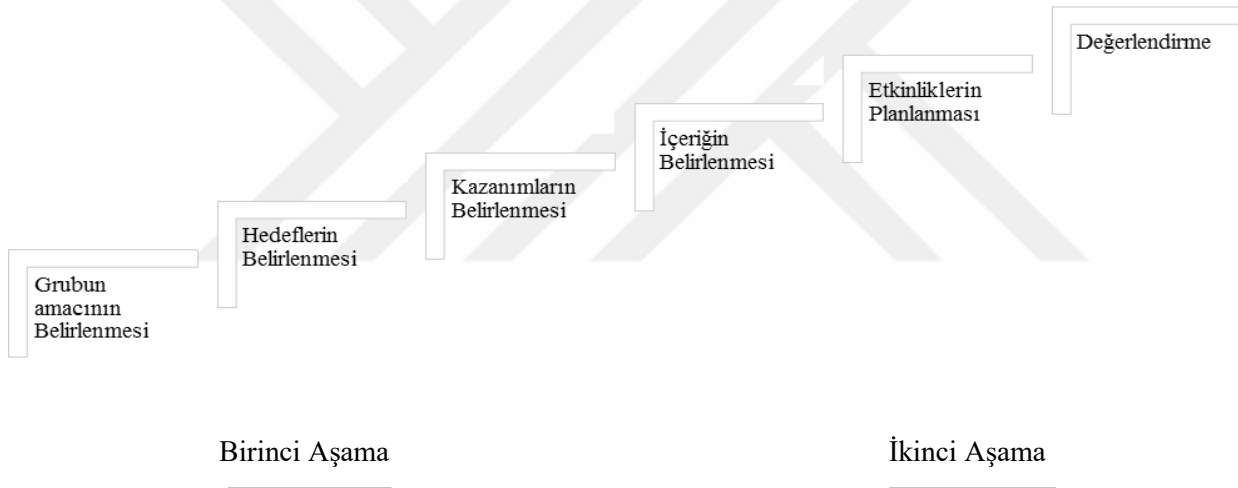 Grubun
amacının
Belirlenmesi
Hedeflerin
Belirlenmesi
Kazanımların
Belirlenmesi
İçeriğin
Belirlenmesi
Etkinliklerin
Planlanması
Değerlendirme
Birinci Aşama
İkinci Aşama